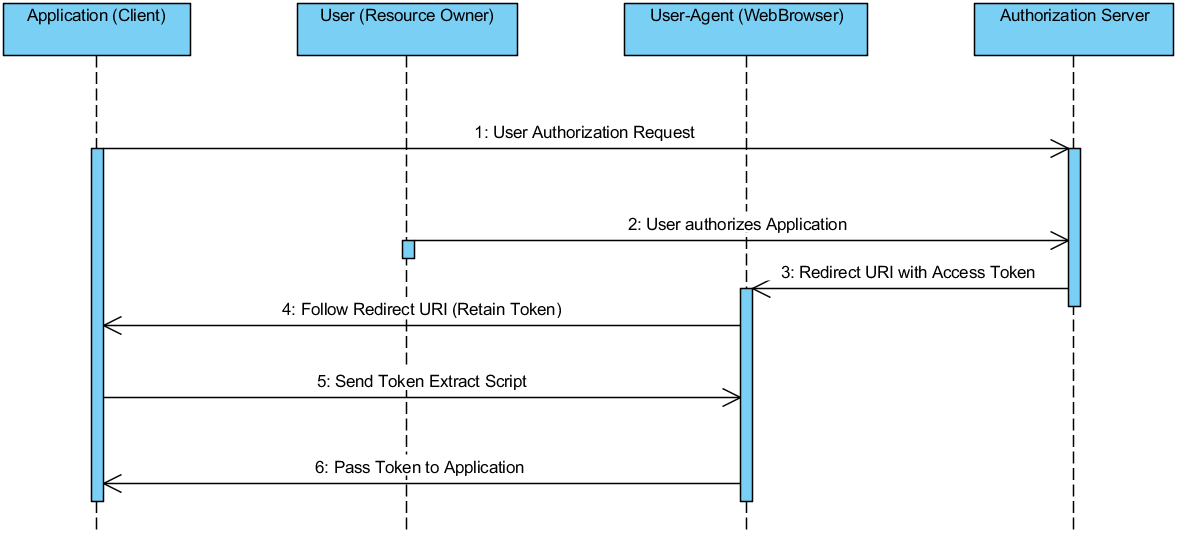 Application (Client)
User (Resource Owner)
User-Agent (WebBrowser)
Authorization Server
1: User Authorization Request
2: User authorizes Application
3: Redirect URI with Access Token
4: Follow Redirect URI (Retain Token)
5: Send Token Extract Script
6: Pass Token to Application